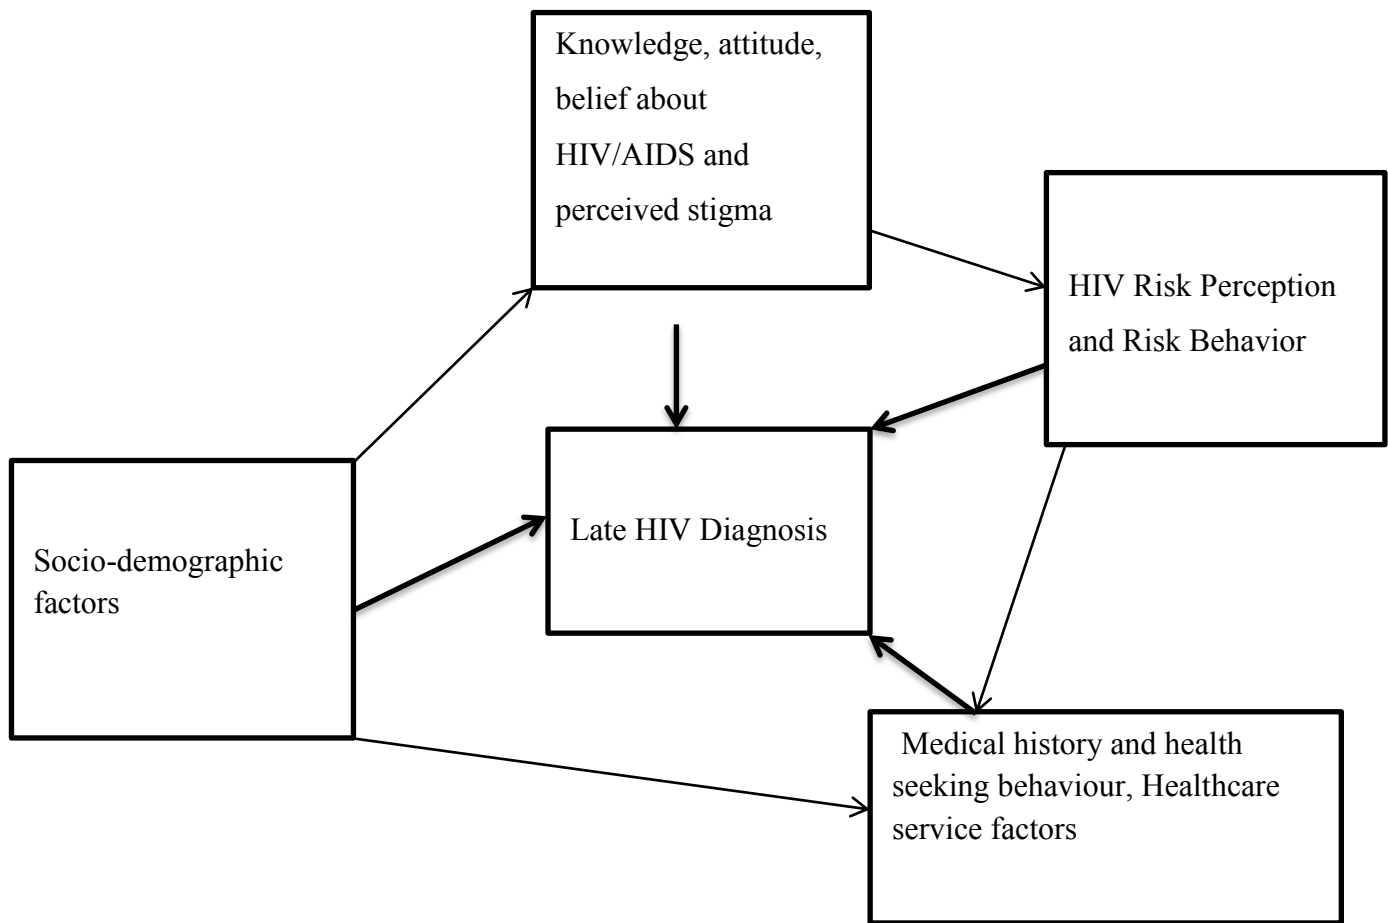 Knowledge, attitude,
belief about
HIV/AIDS and
perceived stigma
HIV Risk Perception
and Risk Behavior
Late HIV Diagnosis
Socio-demographic
factors
Medical history and health
seeking behaviour, Healthcare
service factors